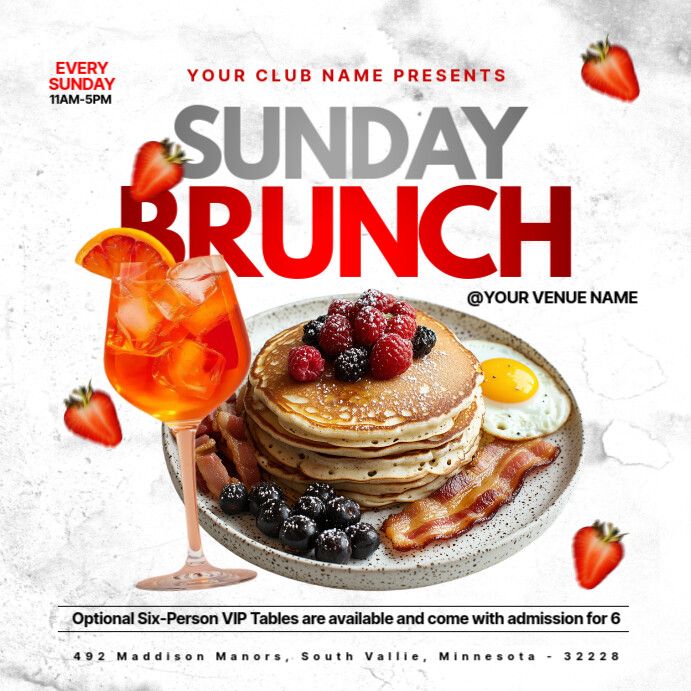 EVERY
SUNDAY
11AM-5PM
YOUR CLUB NAME PRESENTS
SUNDAY
BRUNCH
@YOUR VENUE NAME
Optional Six-Person VIP Tables are available and come with admission for 6
492 Maddison Manors, South Vallie, Minnesota - 32228